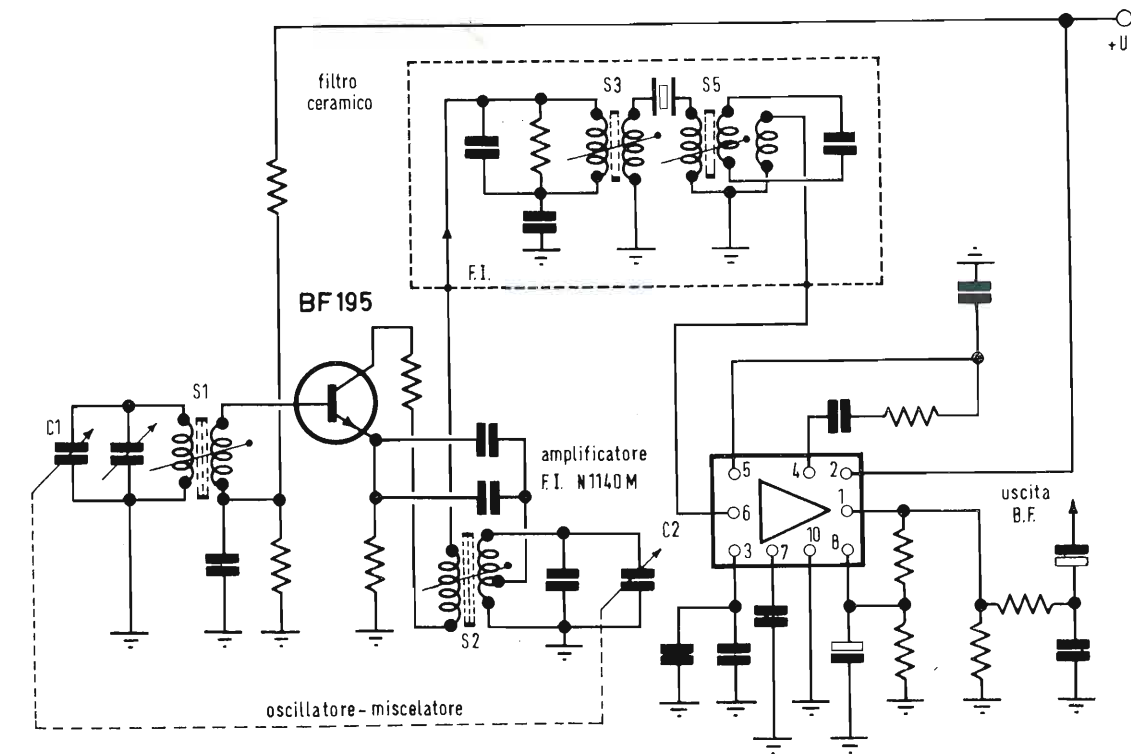 +U
filtro
ceramico
S3
S5
F.I.
BF195
S1
C1
amplificatore
F.I. N1140M
C2
S2
oscillatore-miscelatore
5
4
2
6
1
3
7
10
8
uscita
B.F.